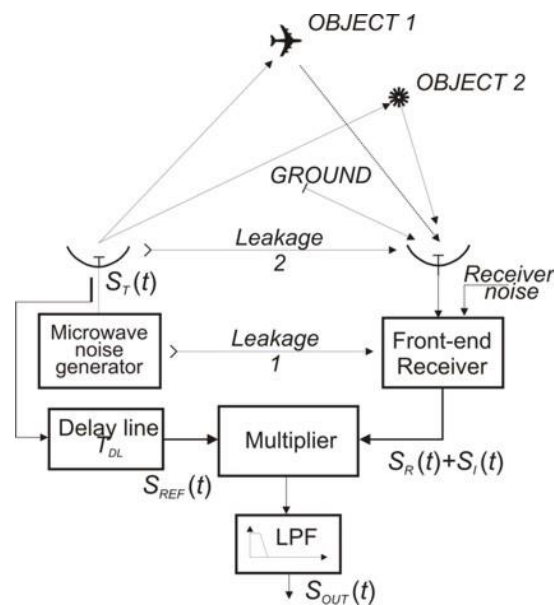 OBJECT 1
OBJECT 2
GROUND
Leakage
2
S_T(t)
Receiver
noise
Microwave
noise
generator
Leakage
1
Front-end
Receiver
Delay line
T_DL
Multiplier
S_REF(t)
S_R(t)+S_I(t)
LPF
S_OUT(t)